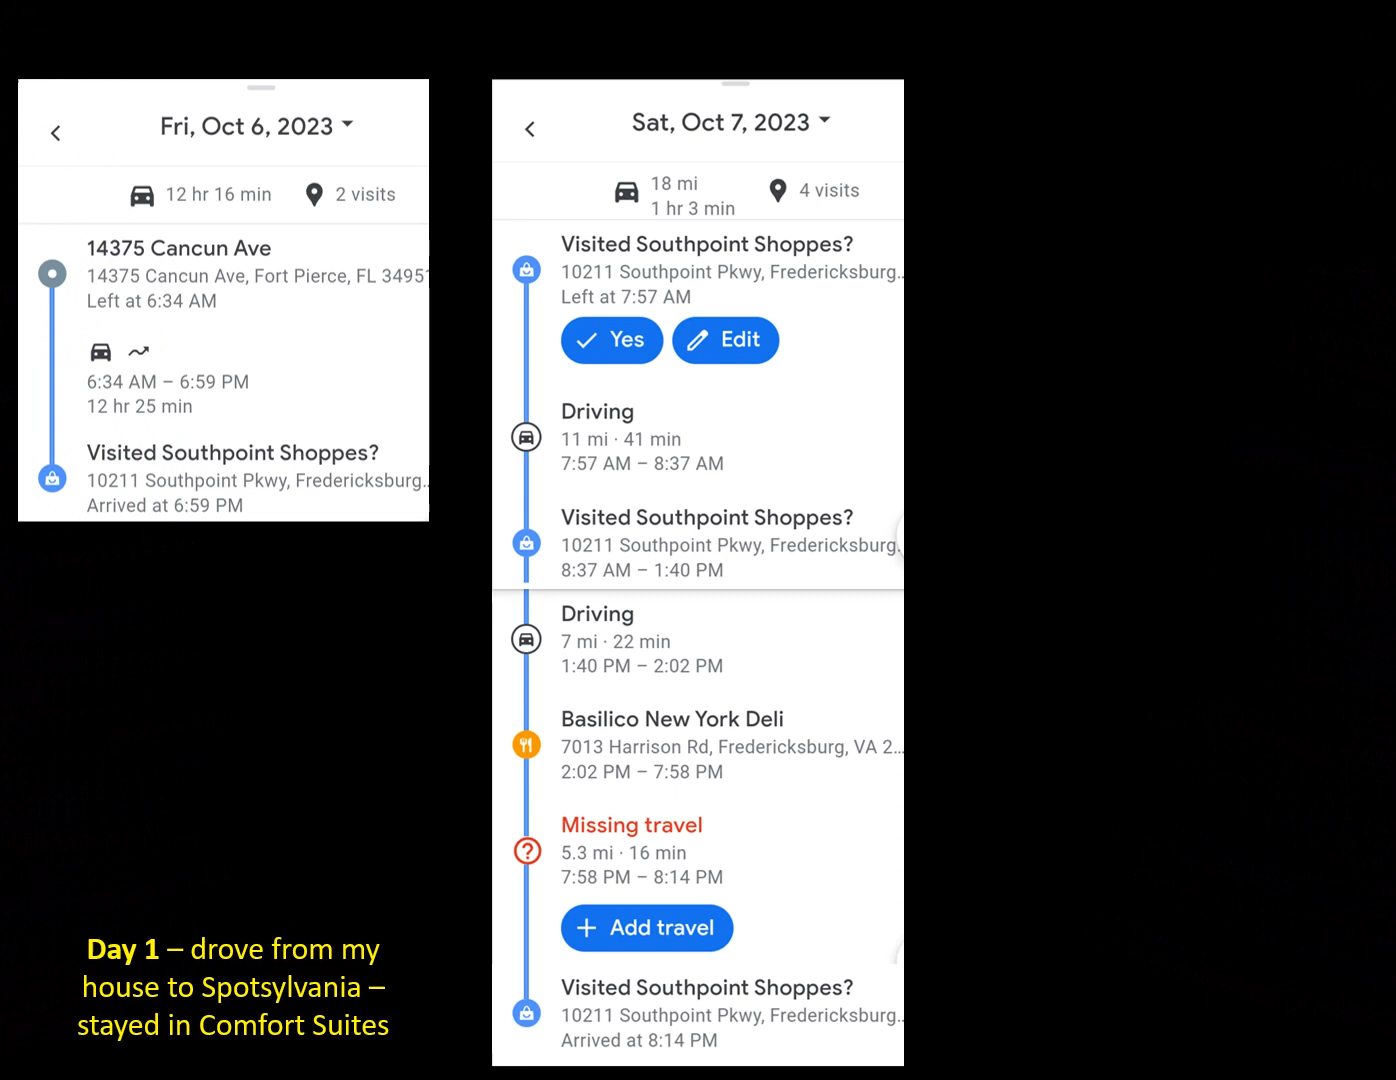 Fri, Oct 6, 2023
12 hr 16 min
2 visits
14375 Cancun Ave
14375 Cancun Ave, Fort Pierce, FL 34951
Left at 6:34 AM
6:34 AM – 6:59 PM
12 hr 25 min
Visited Southpoint Shoppes?
10211 Southpoint Pkwy, Fredericksburg..
Arrived at 6:59 PM
Day 1 – drove from my
house to Spotsylvania –
stayed in Comfort Suites
Sat, Oct 7, 2023
18 mi
1 hr 3 min
4 visits
Visited Southpoint Shoppes?
10211 Southpoint Pkwy, Fredericksburg..
Left at 7:57 AM
Yes
Edit
Driving
11 mi · 41 min
7:57 AM – 8:37 AM
Visited Southpoint Shoppes?
10211 Southpoint Pkwy, Fredericksburg.
8:37 AM – 1:40 PM
Driving
7 mi · 22 min
1:40 PM – 2:02 PM
Basilico New York Deli
7013 Harrison Rd, Fredericksburg, VA 2...
2:02 PM – 7:58 PM
Missing travel
5.3 mi · 16 min
7:58 PM – 8:14 PM
+ Add travel
Visited Southpoint Shoppes?
10211 Southpoint Pkwy, Fredericksburg..
Arrived at 8:14 PM